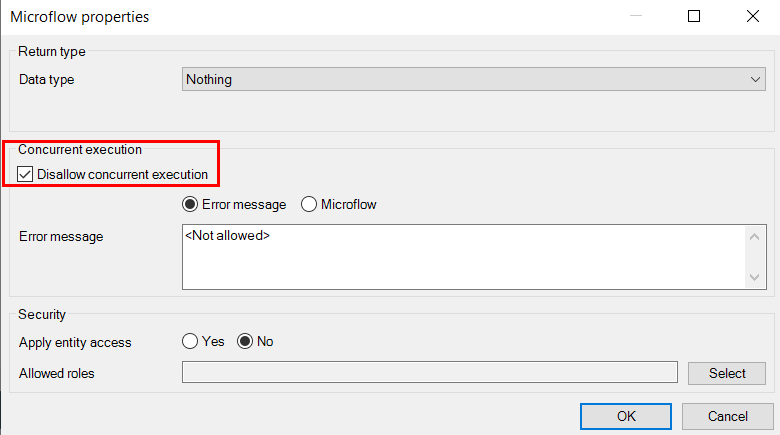 Microflow properties
Return type
Data type
Nothing
Concurrent execution
Disallow concurrent execution
Error message
Microflow
Error message
<Not allowed>
Security
Apply entity access
Yes
No
Allowed roles
Select
OK
Cancel